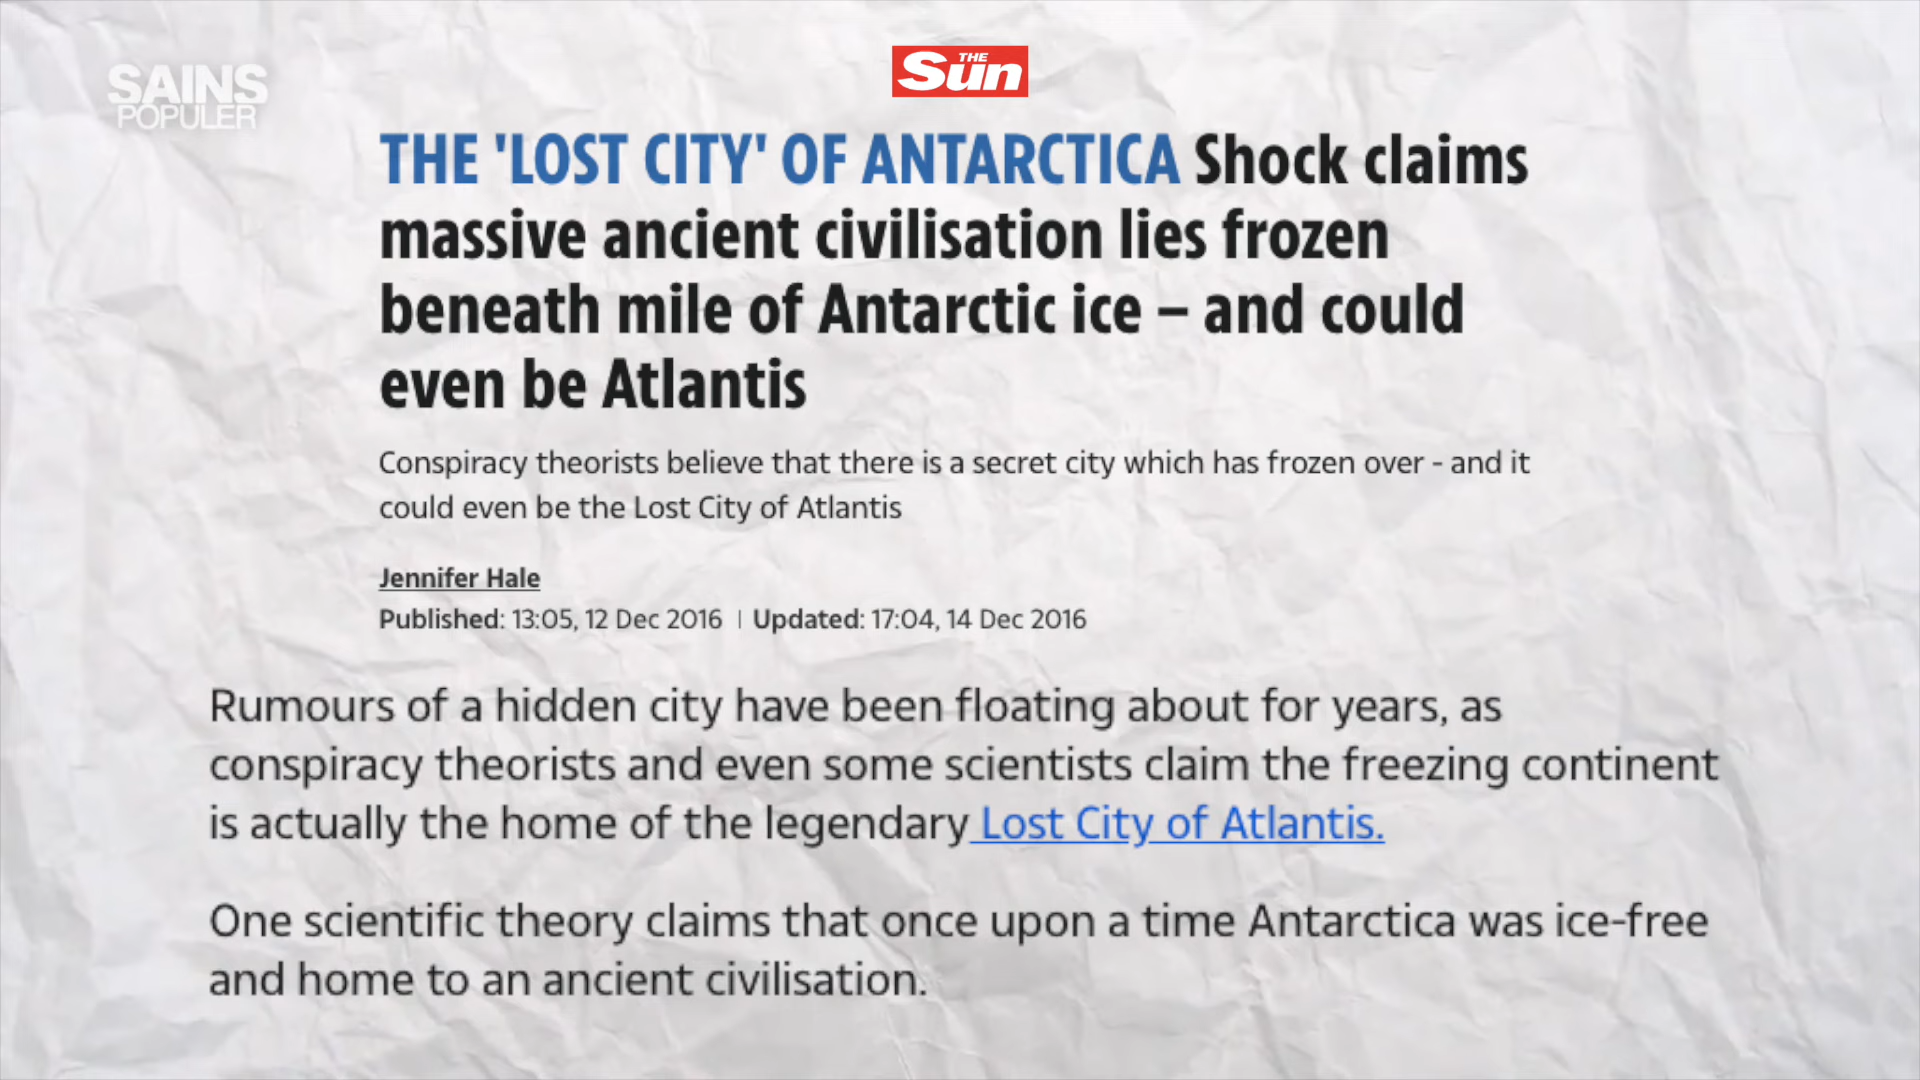 SAINS
POPULER
THE
Sun
THE 'LOST CITY' OF ANTARCTICA Shock claims
massive ancient civilisation lies frozen
beneath mile of Antarctic ice – and could
even be Atlantis
Conspiracy theorists believe that there is a secret city which has frozen over - and it
could even be the Lost City of Atlantis
Jennifer Hale
Published: 13:05, 12 Dec 2016 | Updated: 17:04, 14 Dec 2016
Rumours of a hidden city have been floating about for years, as
conspiracy theorists and even some scientists claim the freezing continent
is actually the home of the legendary Lost City of Atlantis.
One scientific theory claims that once upon a time Antarctica was ice-free
and home to an ancient civilisation.